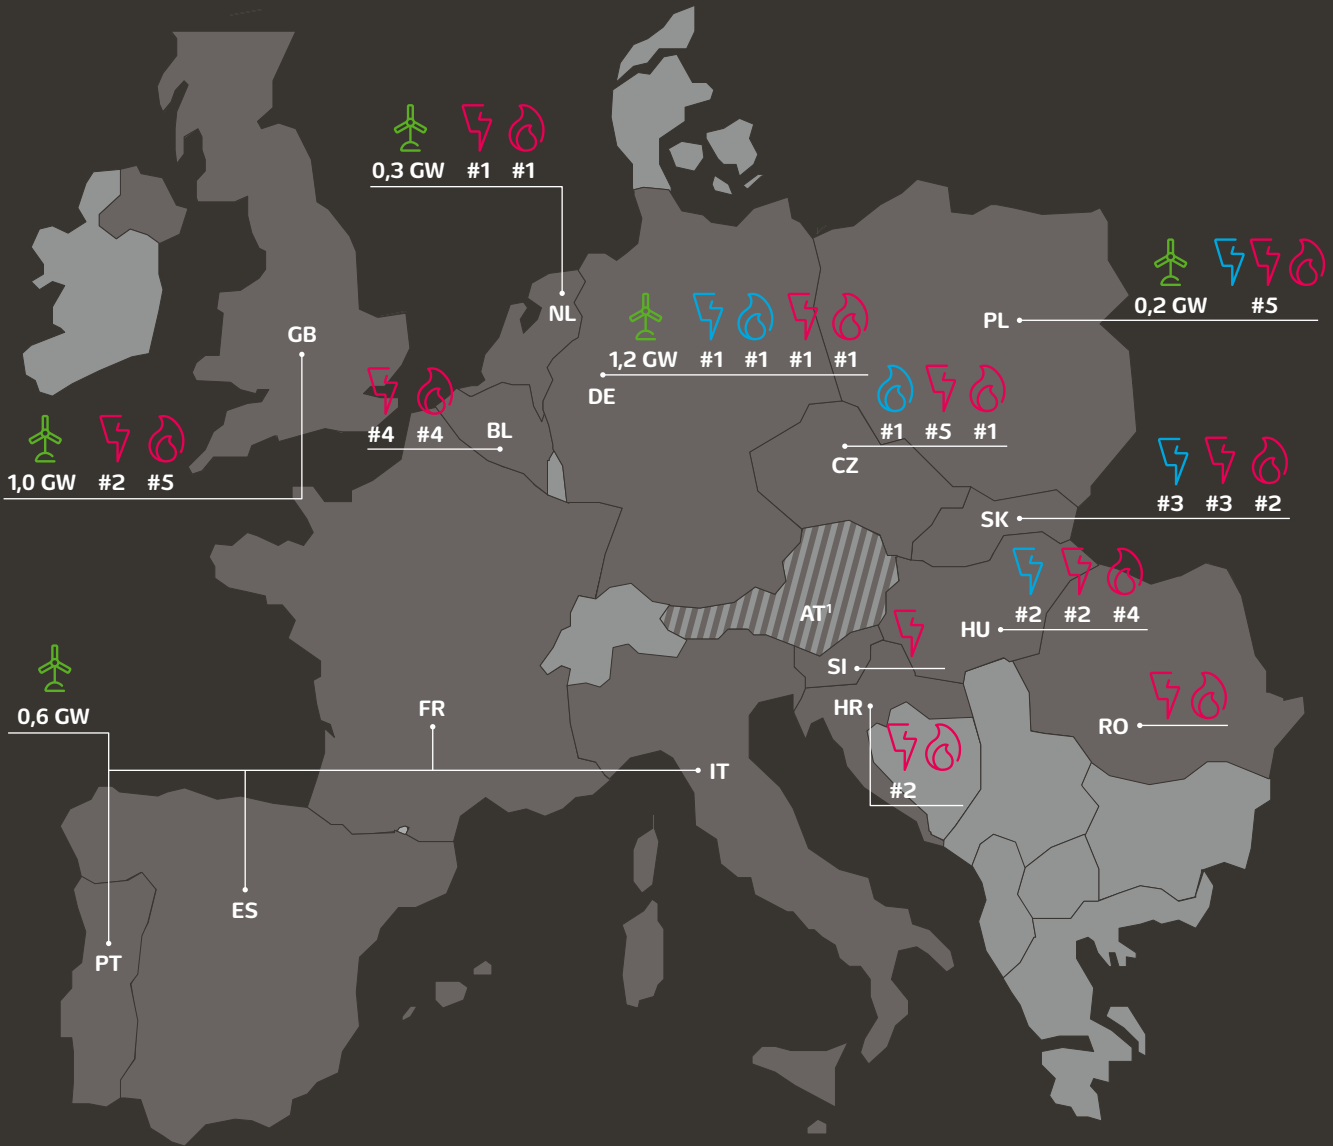 0,3 GW #1 #1
NL
0,2 GW #5
PL
GB
1,2 GW #1 #1 #1 #1
DE
#4 #4
BL
#1 #5 #1
CZ
1,0 GW #2 #5
#3 #3 #2
SK
AT¹
#2 #2 #4
HU
SI
0,6 GW
FR
HR
#2
RO
IT
ES
PT